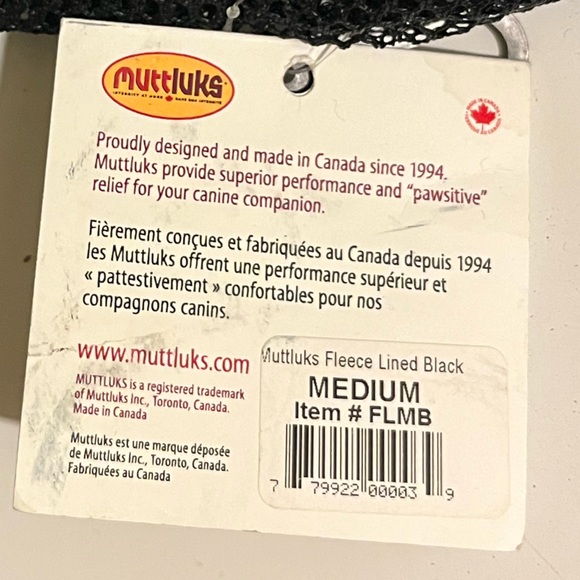 muttluks
Proudly designed and made in Canada since 1994.
Muttluks provide superior performance and “pawsitive”
relief for your canine companion.
Fièrement conçues et fabriquées au Canada depuis 1994
les Muttluks offrent une performance supérieur et
« pattestivement » confortables pour nos
compagnons canins.
www.muttluks.com
MUTTLUKS is a registered trademark
of Muttluks Inc., Toronto, Canada.
Made in Canada
Muttluks est une marque déposée
de Muttluks Inc., Toronto, Canada.
Fabriquées au Canada
Muttluks Fleece Lined Black
MEDIUM
Item # FLMB
7 79922 00003 9